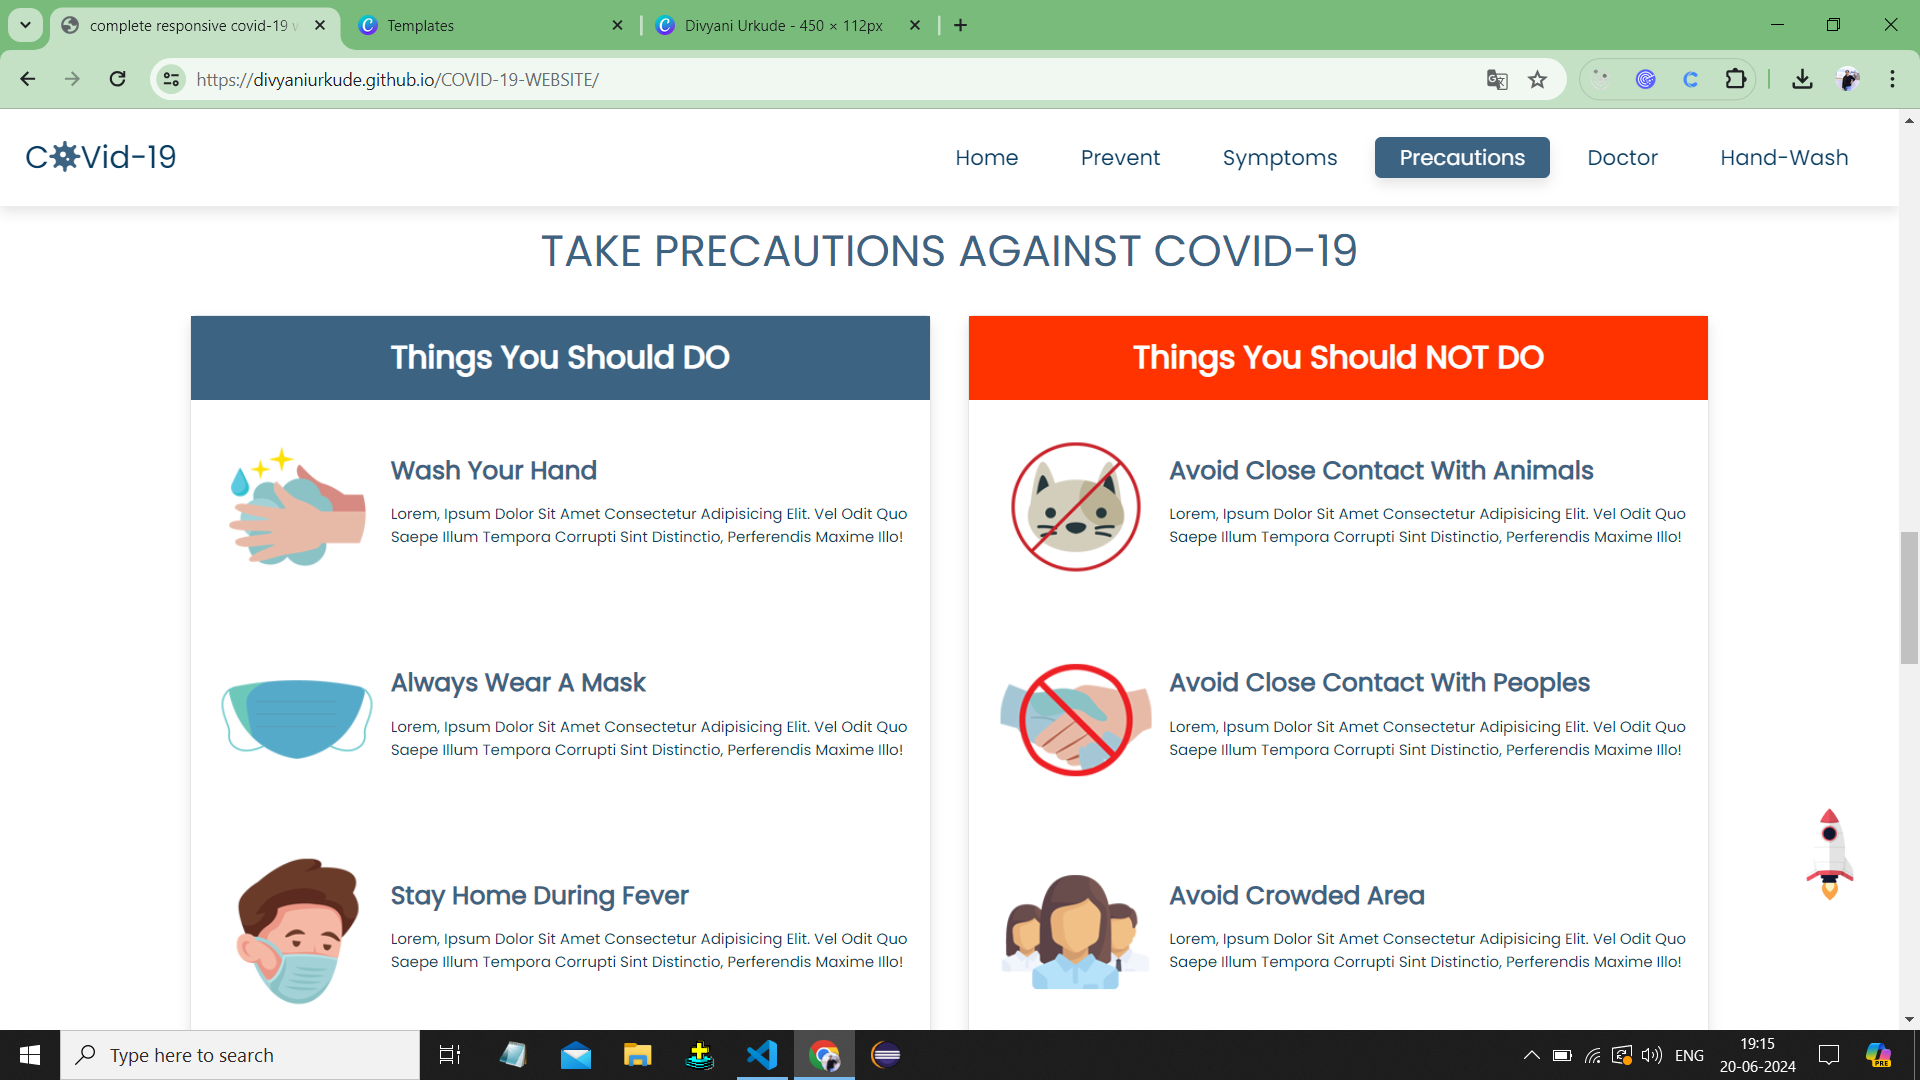 complete responsive covid-19 w
Templates
Divyani Urkude - 450 × 112px
https://divyaniurkude.github.io/COVID-19-WEBSITE/
COVid-19
Home
Prevent
Symptoms
Precautions
Doctor
Hand-Wash
TAKE PRECAUTIONS AGAINST COVID-19
Things You Should DO
Wash Your Hand
Lorem, Ipsum Dolor Sit Amet Consectetur Adipisicing Elit. Vel Odit Quo
Saepe Illum Tempora Corrupti Sint Distinctio, Perferendis Maxime Illo!
Always Wear A Mask
Lorem, Ipsum Dolor Sit Amet Consectetur Adipisicing Elit. Vel Odit Quo
Saepe Illum Tempora Corrupti Sint Distinctio, Perferendis Maxime Illo!
Stay Home During Fever
Lorem, Ipsum Dolor Sit Amet Consectetur Adipisicing Elit. Vel Odit Quo
Saepe Illum Tempora Corrupti Sint Distinctio, Perferendis Maxime Illo!
Things You Should NOT DO
Avoid Close Contact With Animals
Lorem, Ipsum Dolor Sit Amet Consectetur Adipisicing Elit. Vel Odit Quo
Saepe Illum Tempora Corrupti Sint Distinctio, Perferendis Maxime Illo!
Avoid Close Contact With Peoples
Lorem, Ipsum Dolor Sit Amet Consectetur Adipisicing Elit. Vel Odit Quo
Saepe Illum Tempora Corrupti Sint Distinctio, Perferendis Maxime Illo!
Avoid Crowded Area
Lorem, Ipsum Dolor Sit Amet Consectetur Adipisicing Elit. Vel Odit Quo
Saepe Illum Tempora Corrupti Sint Distinctio, Perferendis Maxime Illo!
Type here to search
ENG
19:15
20-06-2024
PRE